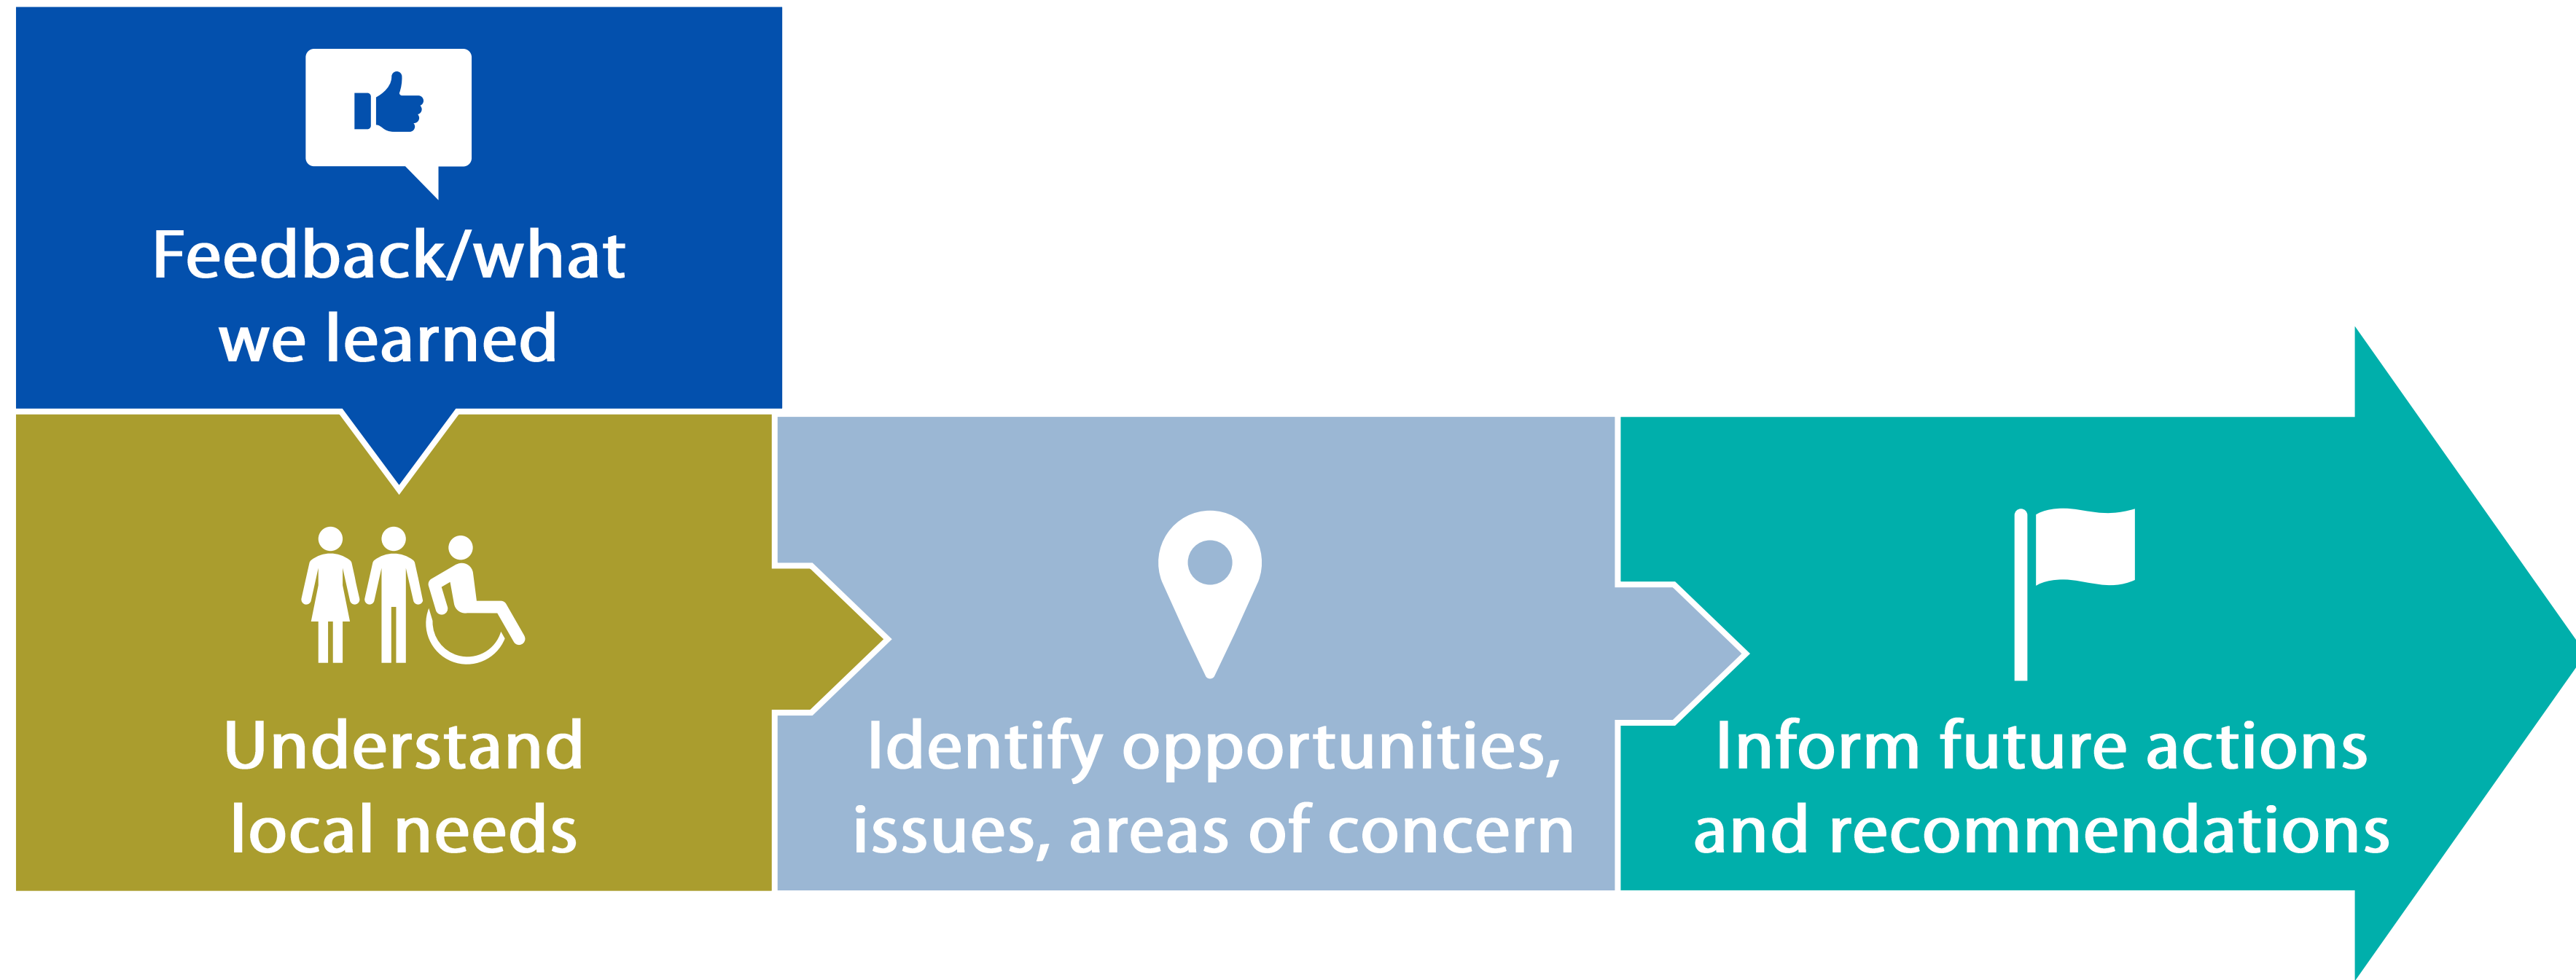 Feedback/what
we learned
Understand
local needs
Identify opportunities,
issues, areas of concern
Inform future actions
and recommendations